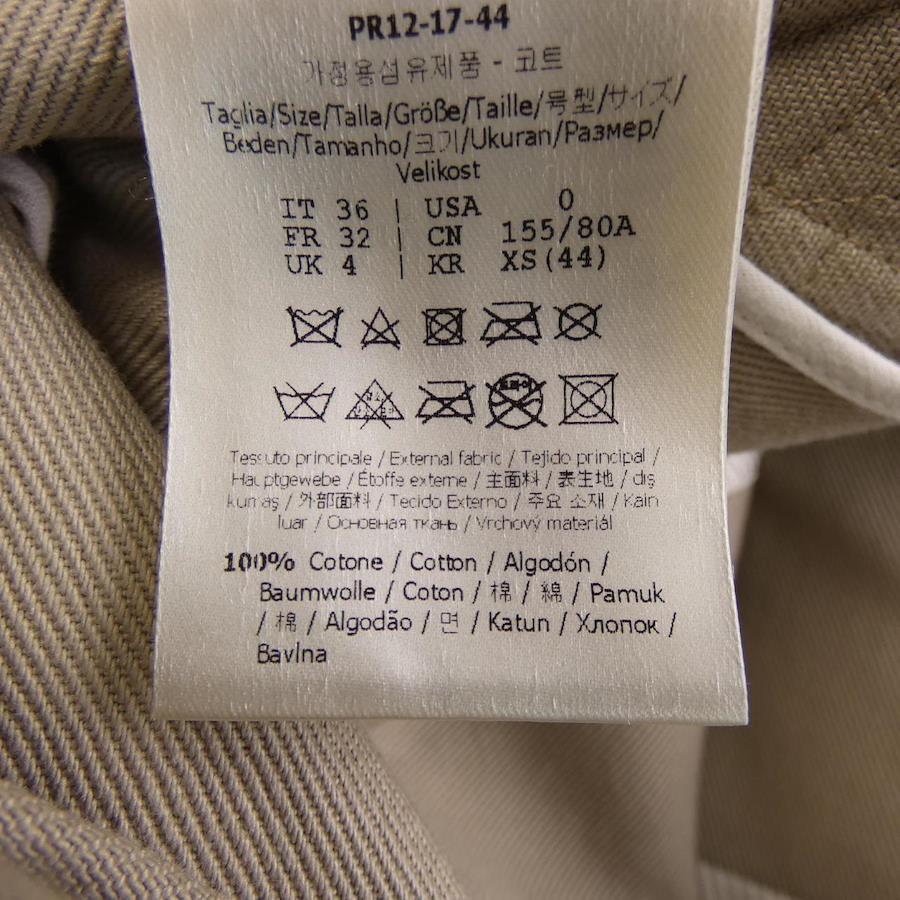 PR12-17-44
가정용섬유제품 - 코트
Taglia/Size/Talla/Größe/Taille/号型/サイズ/
Beden/Tamanho/크기/Ukuran/Размер/
Velikost
IT 36 | USA 0
FR 32 | CN 155/80A
UK 4 | KR XS(44)
드라이
Tessuto principale / External fabric / Tejido principal /
Hauptgewebe / Étoffe externe / 主面料 / 表生地 / dış
kumaş / 外部面料 / Tecido Externo / 주요 소재 / Kain
luar / Основная ткань / Vrchový materiál
100% Cotone / Cotton / Algodón /
Baumwolle / Coton / 棉 / 綿 / Pamuk
/ 棉 / Algodão / 면 / Katun / Хлопок /
Bavlna